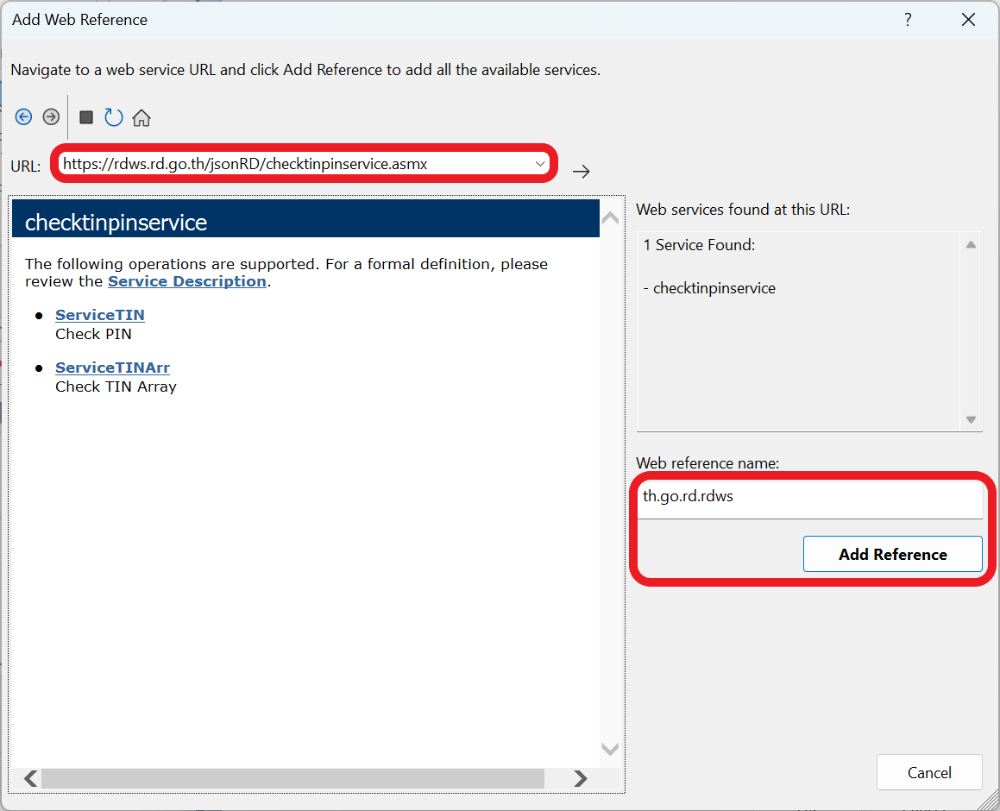 Add Web Reference
?
Navigate to a web service URL and click Add Reference to add all the available services.
URL:
https://rdws.rd.go.th/jsonRD/checktinpinservice.asmx
checktinpinservice
The following operations are supported. For a formal definition, please
review the Service Description.
ServiceTIN
Check PIN
ServiceTINArr
Check TIN Array
Web services found at this URL:
1 Service Found:
- checktinpinservice
Web reference name:
th.go.rd.rdws
Add Reference
Cancel